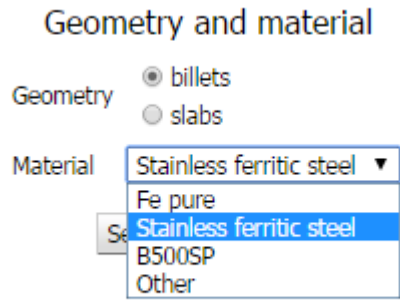 Geometry and material
billets
Geometry
slabs
Material Stainless ferritic steel
Fe pure
Stainless ferritic steel
B500SP
Other